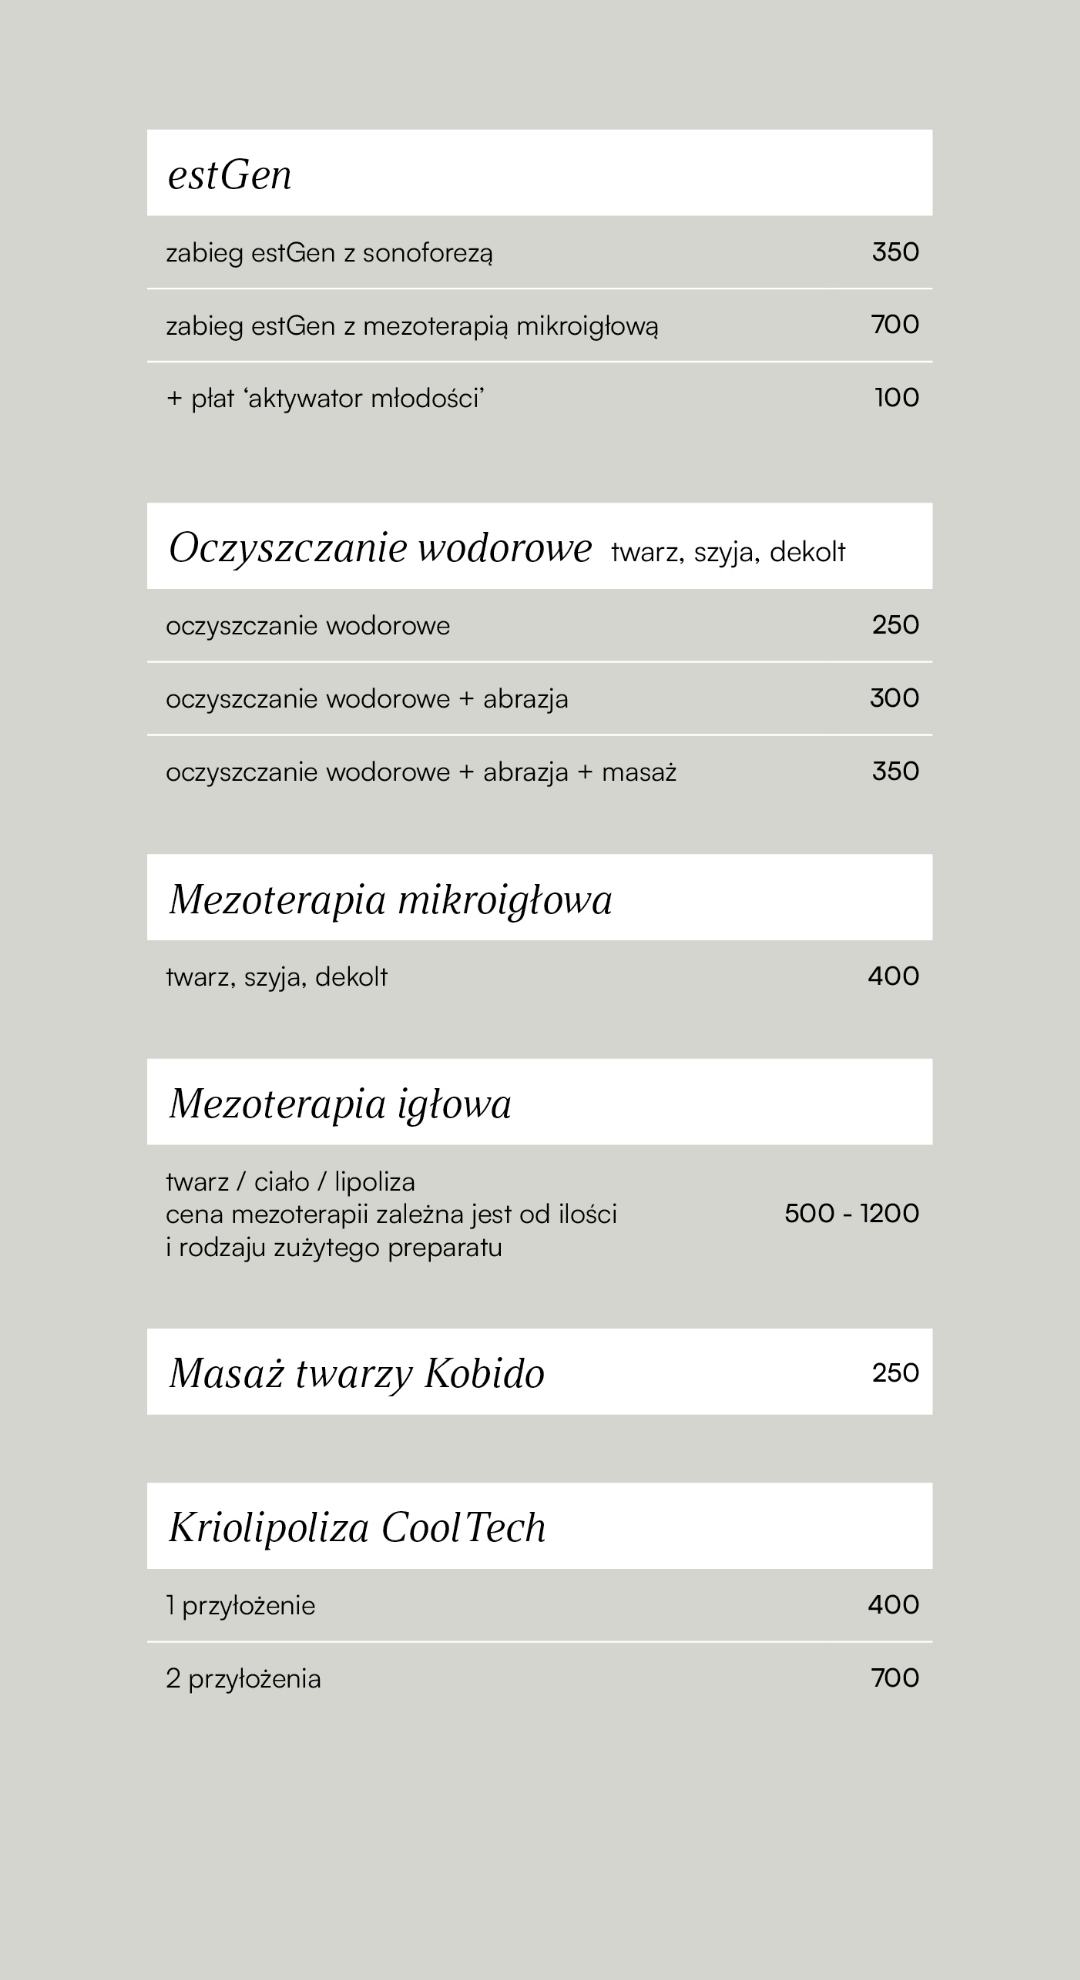 estGen
zabieg estGen z sonoforezą 350
zabieg estGen z mezoterapią mikroigłową 700
+ płat ‘aktywator młodości’ 100
Oczyszczanie wodorowe twarz, szyja, dekolt
oczyszczanie wodorowe 250
oczyszczanie wodorowe + abrazja 300
oczyszczanie wodorowe + abrazja + masaż 350
Mezoterapia mikroigłowa
twarz, szyja, dekolt 400
Mezoterapia igłowa
twarz / ciało / lipoliza
cena mezoterapii zależna jest od ilości 500 - 1200
i rodzaju zużytego preparatu
Masaż twarzy Kobido 250
Kriolipoliza CoolTech
1 przyłożenie 400
2 przyłożenia 700